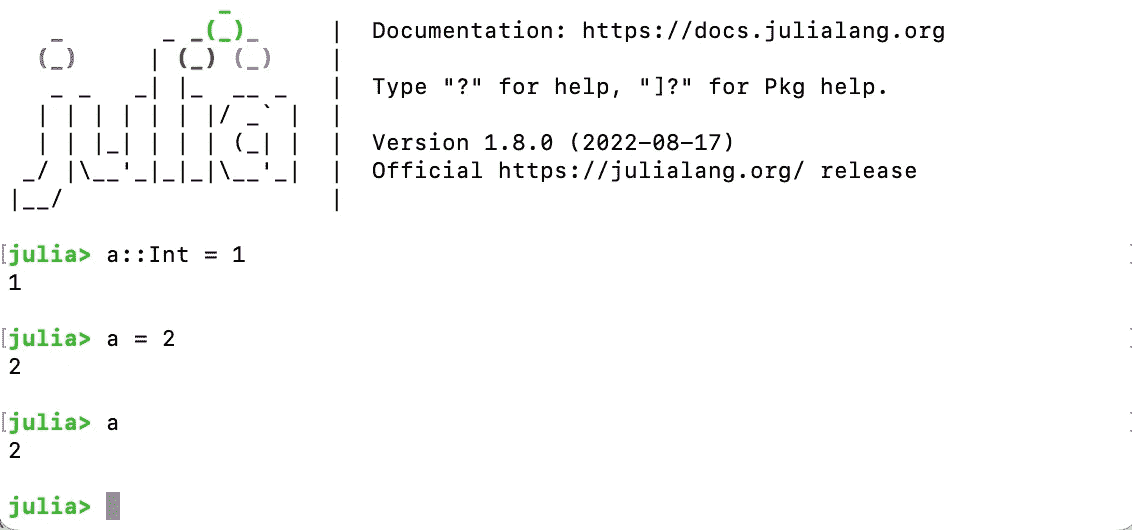 _
   _       _ _(_)_     |  Documentation: https://docs.julialang.org
  (_)     | (_) (_)    |
   _ _   _| |_  __ _   |  Type "?" for help, "]?" for Pkg help.
  | | | | | | |/ _` |  |
  | | |_| | | | (_| |  |  Version 1.8.0 (2022-08-17)
 _/ |\__'_|_|_|\__'_|  |  Official https://julialang.org/ release
|__/                   |
julia> a::Int = 1
1
julia> a = 2
2
julia> a
2
julia>